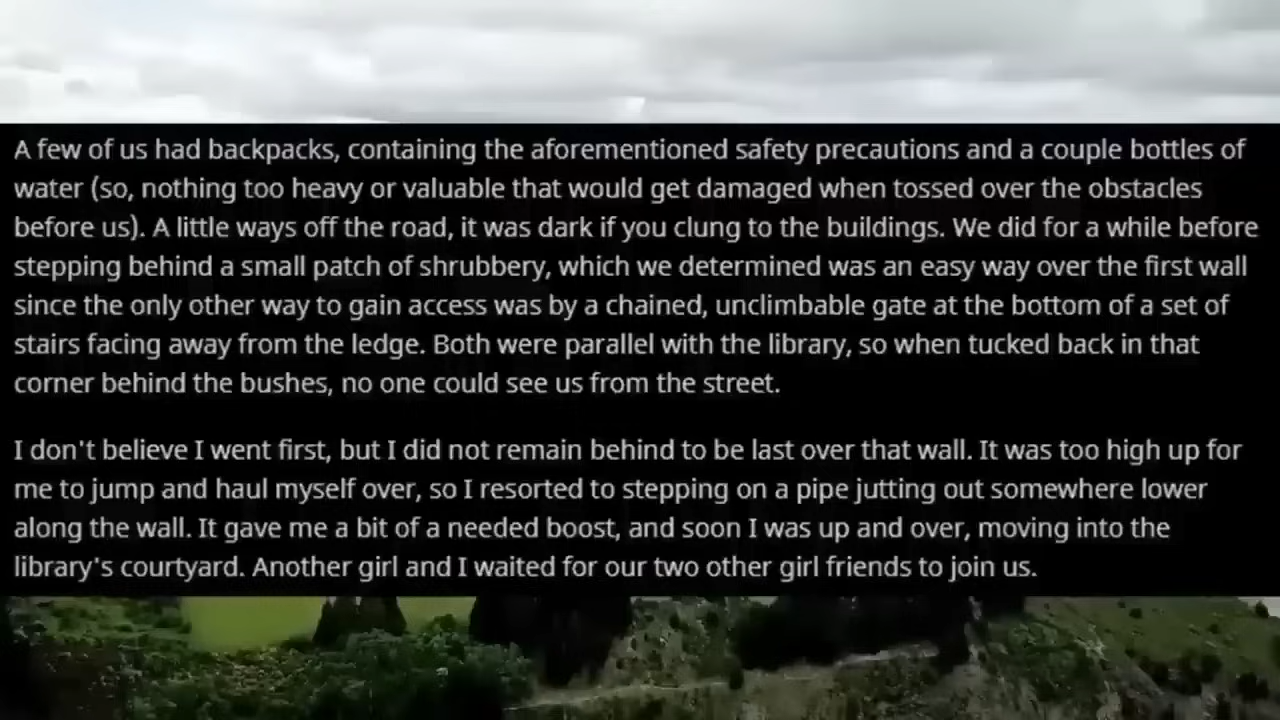 A few of us had backpacks, containing the aforementioned safety precautions and a couple bottles of
water (so, nothing too heavy or valuable that would get damaged when tossed over the obstacles
before us). A little ways off the road, it was dark if you clung to the buildings. We did for a while before
stepping behind a small patch of shrubbery, which we determined was an easy way over the first wall
since the only other way to gain access was by a chained, unclimbable gate at the bottom of a set of
stairs facing away from the ledge. Both were parallel with the library, so when tucked back in that
corner behind the bushes, no one could see us from the street.
I don't believe I went first, but I did not remain behind to be last over that wall. It was too high up for
me to jump and haul myself over, so I resorted to stepping on a pipe jutting out somewhere lower
along the wall. It gave me a bit of a needed boost, and soon I was up and over, moving into the
library's courtyard. Another girl and I waited for our two other girl friends to join us.